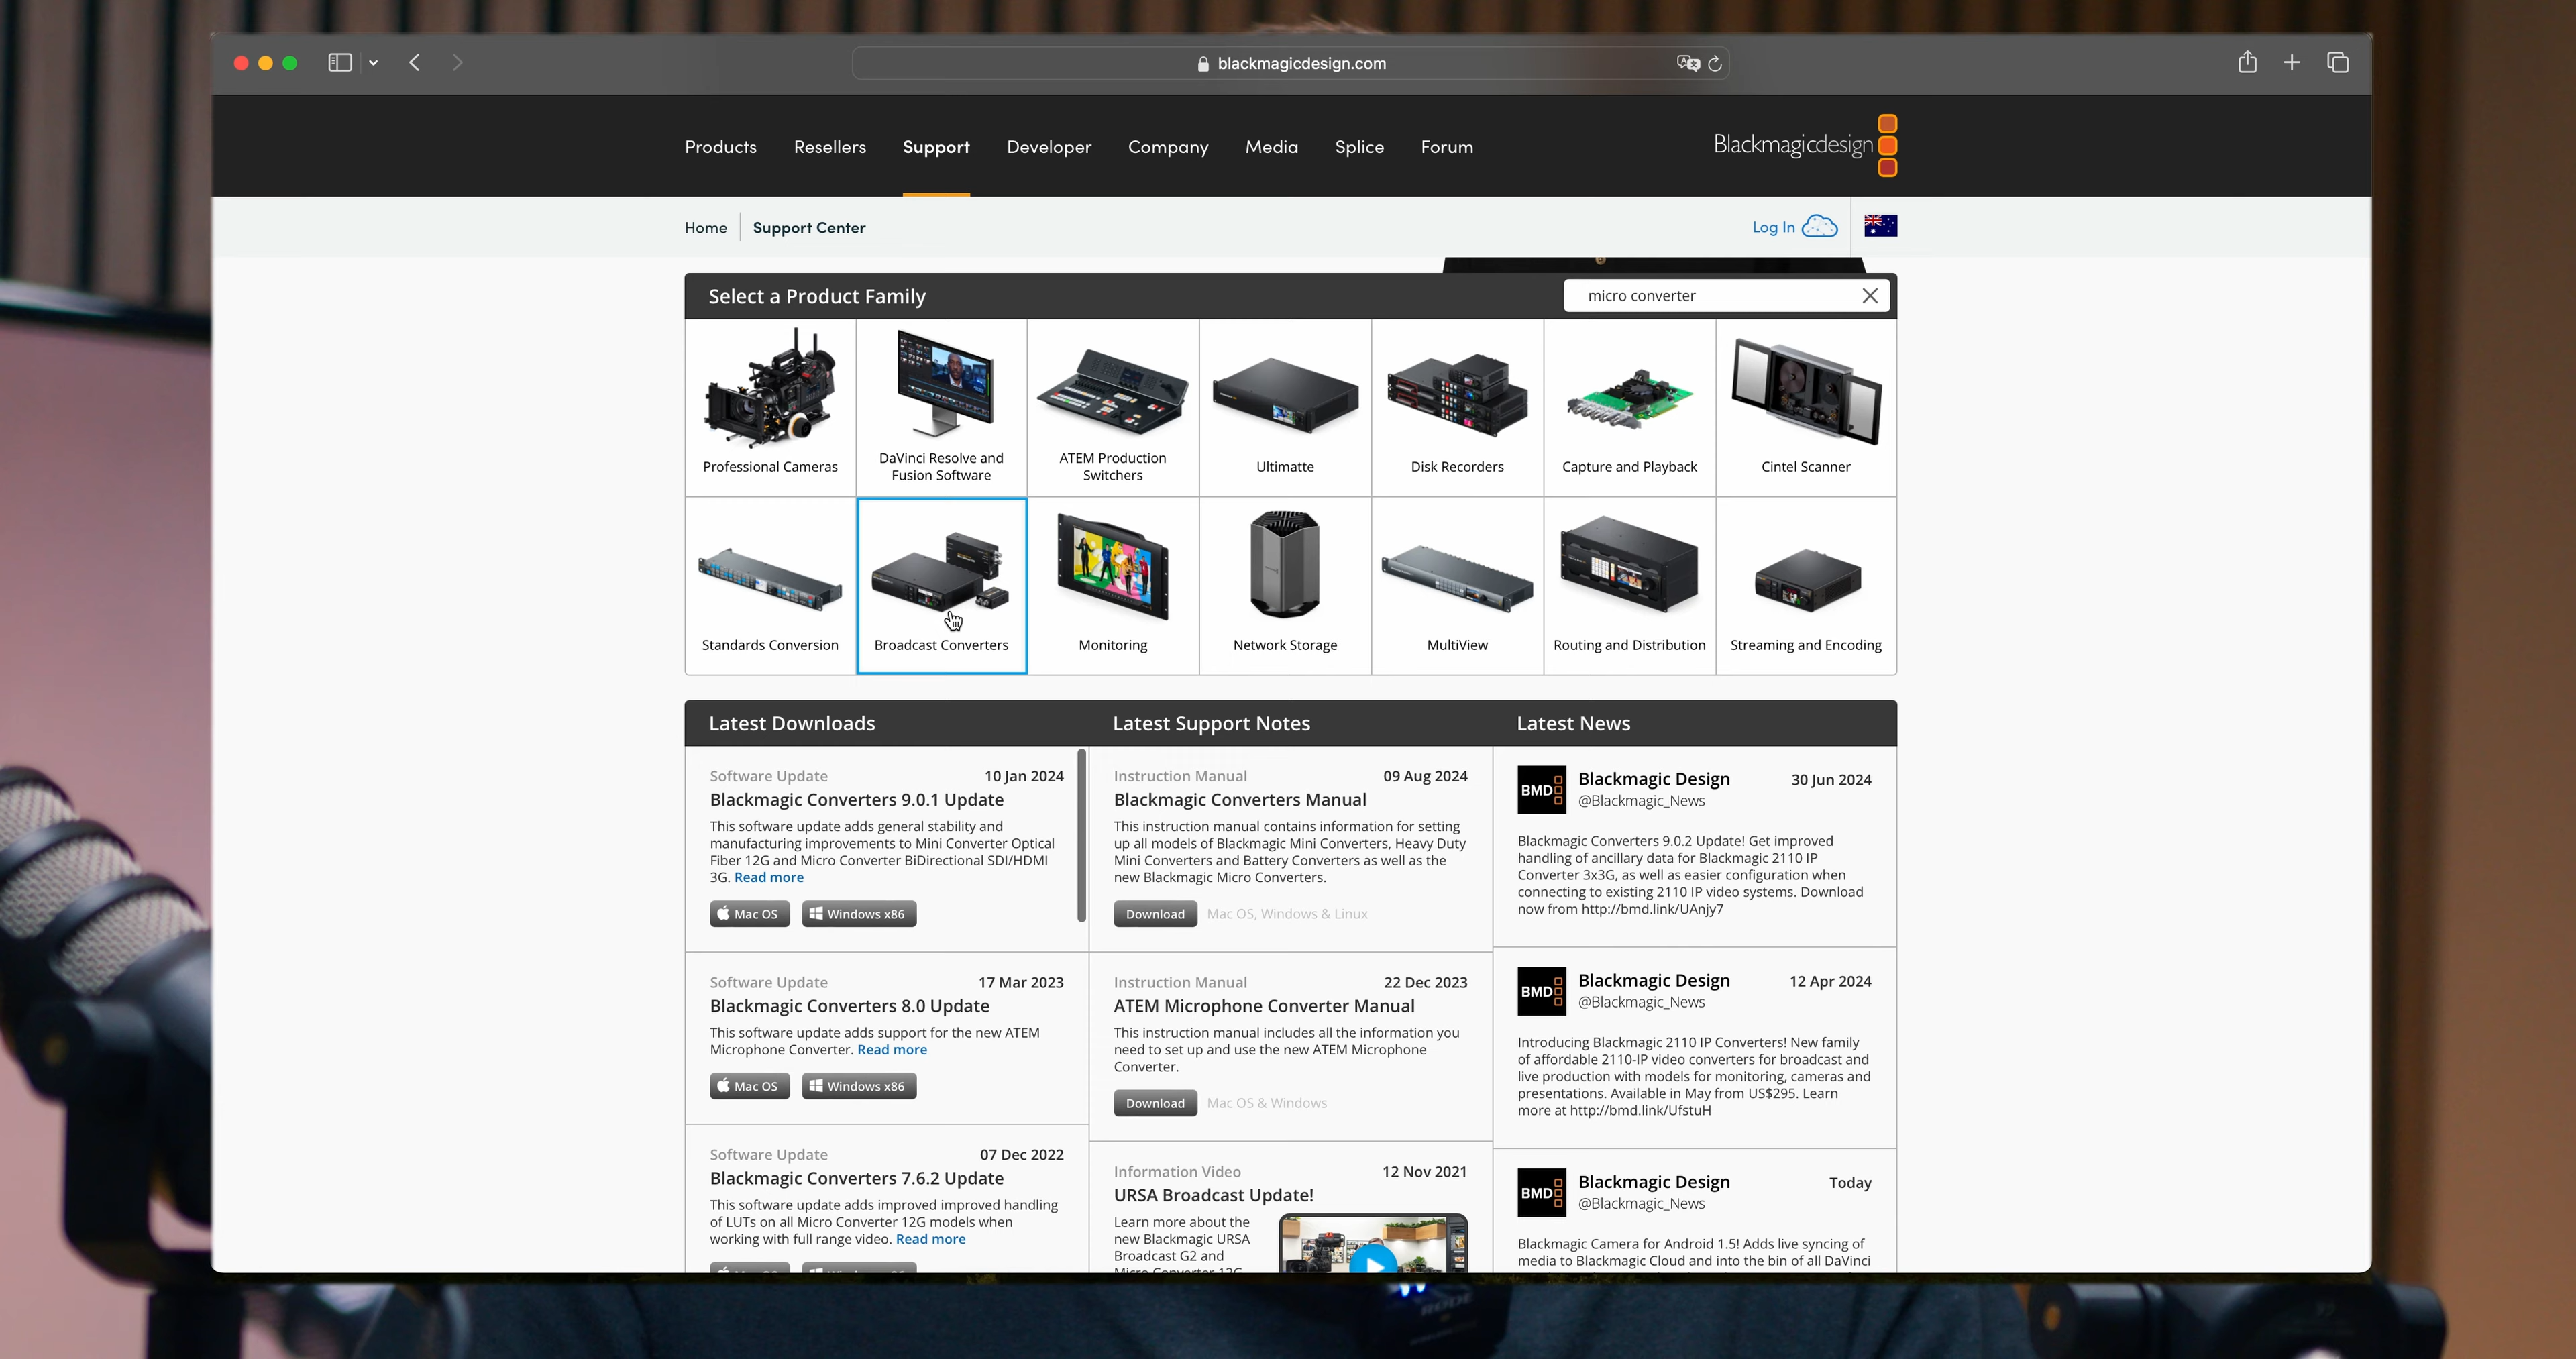 blackmagicdesign.com
Products Resellers Support Developer Company Media Splice Forum
Blackmagicdesign
Home Support Center
Log In
Select a Product Family
micro converter
Professional Cameras
DaVinci Resolve and
Fusion Software
ATEM Production
Switchers
Ultimatte
Disk Recorders
Capture and Playback
Cintel Scanner
Standards Conversion
Broadcast Converters
Monitoring
Network Storage
MultiView
Routing and Distribution
Streaming and Encoding
Latest Downloads
Software Update 10 Jan 2024
Blackmagic Converters 9.0.1 Update
This software update adds general stability and
manufacturing improvements to Mini Converter Optical
Fiber 12G and Micro Converter BiDirectional SDI/HDMI
3G. Read more
Mac OS Windows x86
Software Update 17 Mar 2023
Blackmagic Converters 8.0 Update
This software update adds support for the new ATEM
Microphone Converter. Read more
Mac OS Windows x86
Software Update 07 Dec 2022
Blackmagic Converters 7.6.2 Update
This software update adds improved improved handling
of LUTs on all Micro Converter 12G models when
working with full range video. Read more
Latest Support Notes
Instruction Manual 09 Aug 2024
Blackmagic Converters Manual
This instruction manual contains information for setting
up all models of Blackmagic Mini Converters, Heavy Duty
Mini Converters and Battery Converters as well as the
new Blackmagic Micro Converters.
Download Mac OS, Windows & Linux
Instruction Manual 22 Dec 2023
ATEM Microphone Converter Manual
This instruction manual includes all the information you
need to set up and use the new ATEM Microphone
Converter.
Download Mac OS & Windows
Information Video 12 Nov 2021
URSA Broadcast Update!
Learn more about the
new Blackmagic URSA
Broadcast G2 and
Micro Converter 12G
Latest News
BMD
Blackmagic Design 30 Jun 2024
@Blackmagic_News
Blackmagic Converters 9.0.2 Update! Get improved
handling of ancillary data for Blackmagic 2110 IP
Converter 3x3G, as well as easier configuration when
connecting to existing 2110 IP video systems. Download
now from http://bmd.link/UAnjy7
BMD
Blackmagic Design 12 Apr 2024
@Blackmagic_News
Introducing Blackmagic 2110 IP Converters! New family
of affordable 2110-IP video converters for broadcast and
live production with models for monitoring, cameras and
presentations. Available in May from US$295. Learn
more at http://bmd.link/UfstuH
BMD
Blackmagic Design Today
@Blackmagic_News
Blackmagic Camera for Android 1.5! Adds live syncing of
media to Blackmagic Cloud and into the bin of all DaVinci
RODE